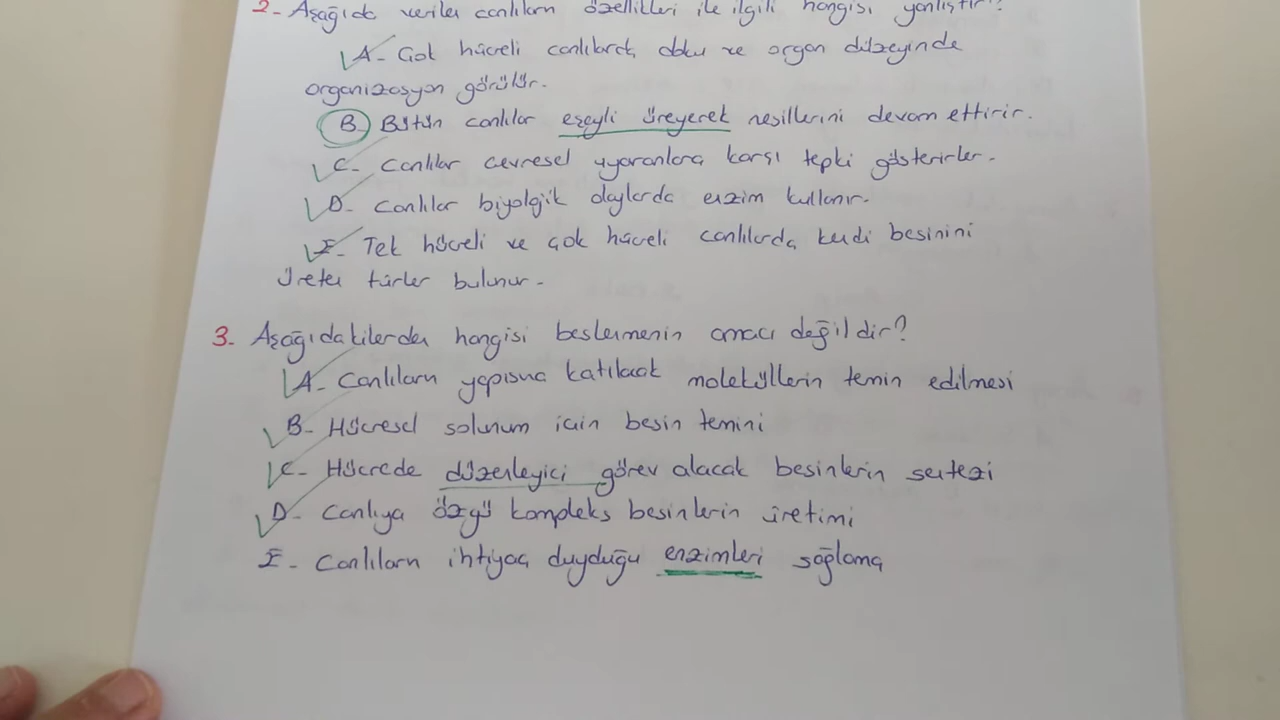 2- Aşağıda verilen canlıların özellikleri ile ilgili hangisi yanlıştır?
A- Çok hücreli canlılarda, doku ve organ düzeyinde
organizasyon görülür.
B- Bütün canlılar eşeyli üreyerek nesillerini devam ettirir.
C- Canlılar çevresel uyaranlara karşı tepki gösterirler.
D- Canlılar biyolojik olaylarda enzim kullanır.
E- Tek hücreli ve çok hücreli canlılarda kendi besinini
üreten türler bulunur.
3- Aşağıdakilerden hangisi beslenmenin amacı değildir?
A- Canlıların yapısına katılacak moleküllerin temin edilmesi
B- Hücresel solunum için besin temini
C- Hücrede düzenleyici görev alacak besinlerin sentezi
D- Canlıya özgü kompleks besinlerin üretimi
E- Canlıların ihtiyaç duyduğu enzimleri sağlama